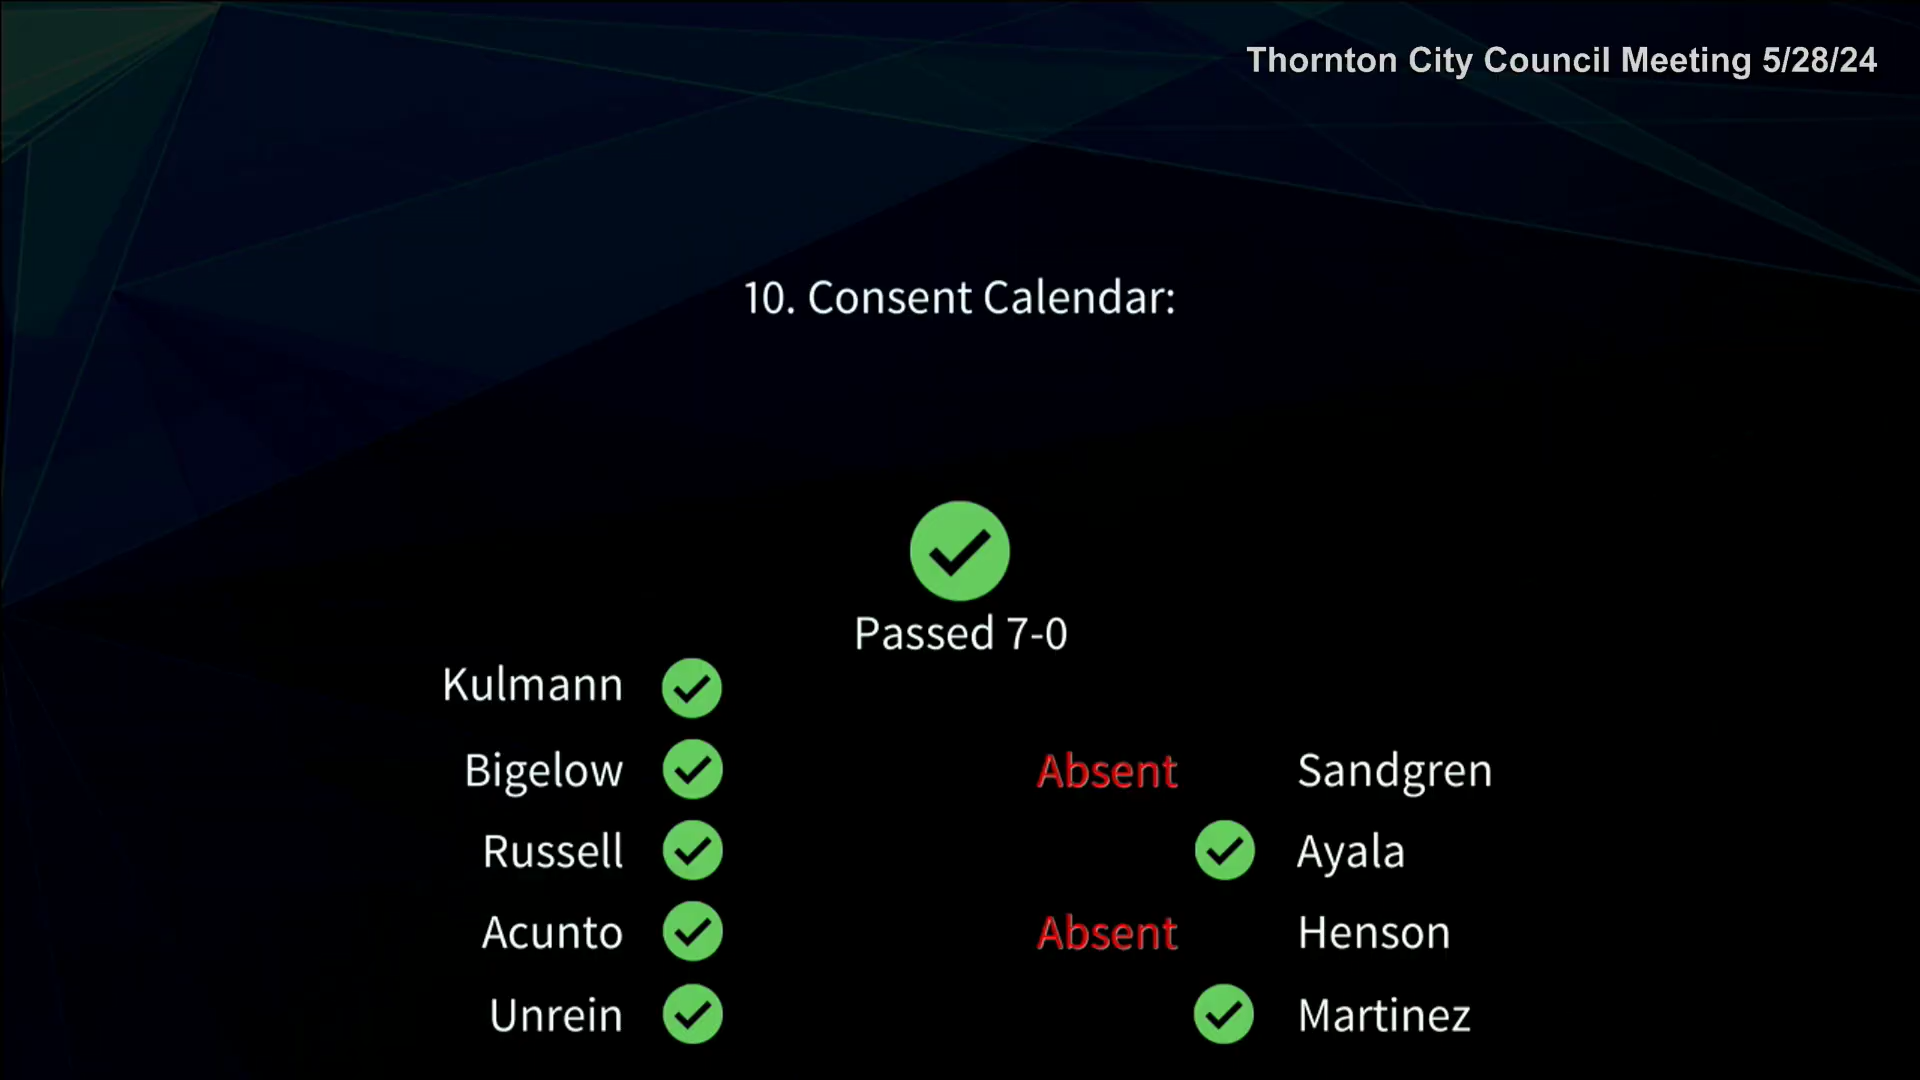 Thornton City Council Meeting 5/28/24
10. Consent Calendar:
Passed 7-0
Kulmann
Bigelow
Absent Sandgren
Russell
Ayala
Acunto
Absent Henson
Unrein
Martinez